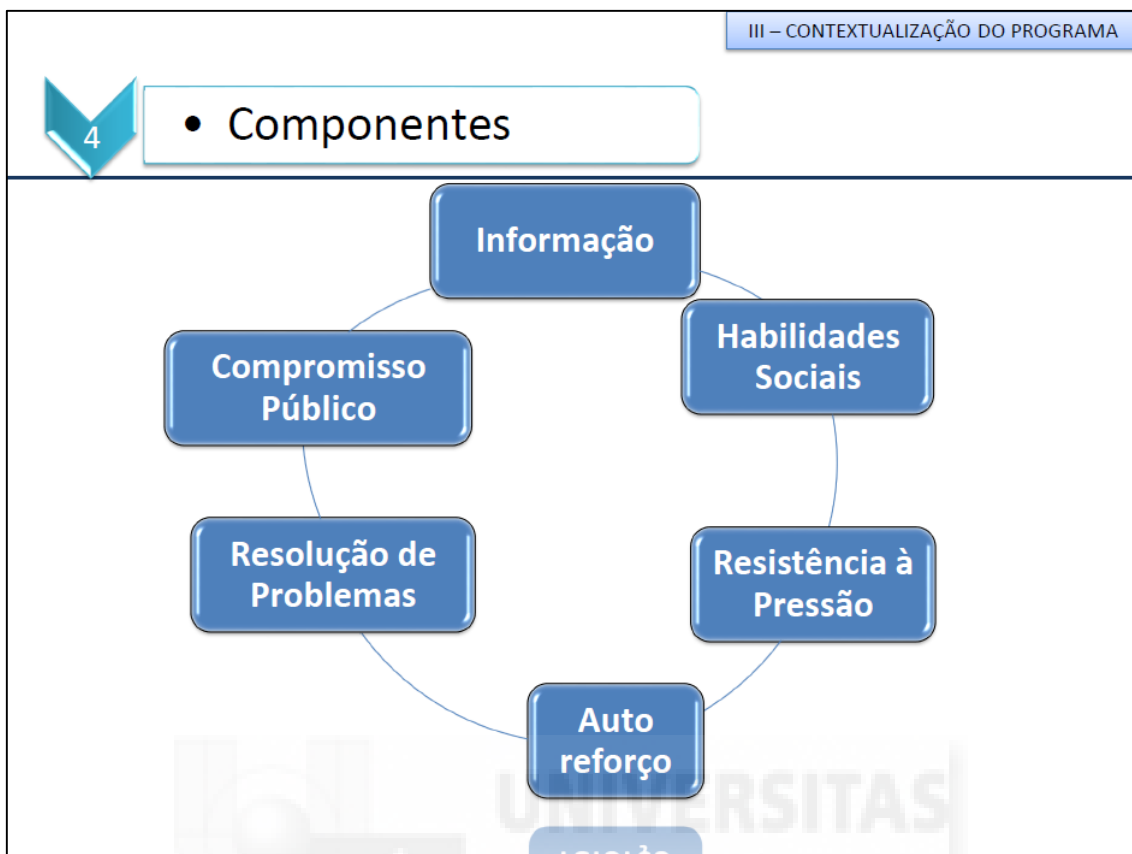 III – CONTEXTUALIZAÇÃO DO PROGRAMA
4
• Componentes
Informação
Habilidades
Sociais
Compromisso
Público
Resolução de
Problemas
Resistência à
Pressão
Auto
reforço
UNIVERSITAS